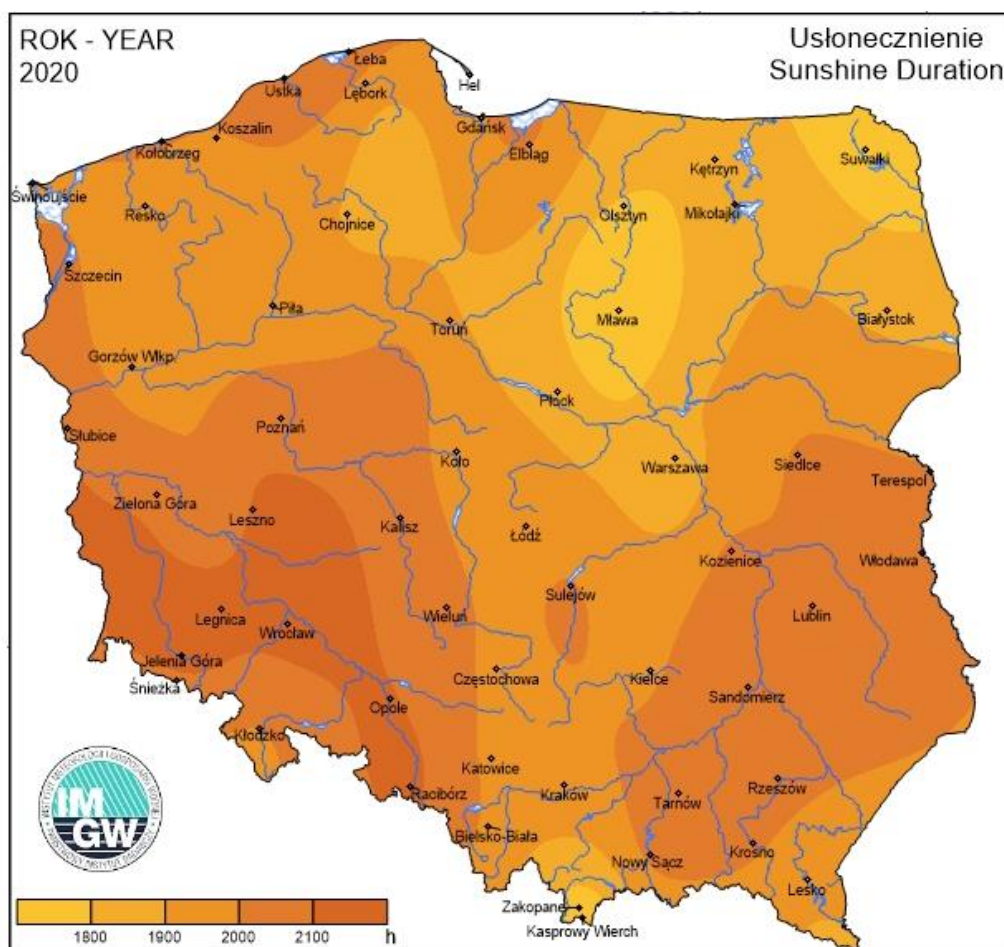 ROK - YEAR
2020
Usłonecznienie
Sunshine Duration
Łeba
Ustka
Lębork
Hel
Koszalin
Gdańsk
Kołobrzeg
Elbląg
Suwałki
Kętrzyn
Świnoujście
Resko
Chojnice
Olsztyn
Mikołajki
Szczecin
Piła
Toruń
Mława
Białystok
Gorzów Wlkp.
Płock
Słubice
Poznań
Koło
Warszawa
Siedlce
Terespol
Zielona Góra
Leszno
Kalisz
Łódź
Kozienice
Włodawa
Sulejów
Legnica
Wrocław
Wieluń
Lublin
Jelenia Góra
Śnieżka
Częstochowa
Kielce
Sandomierz
Opole
Kłodzko
Katowice
Kraków
Racibórz
Tarnów
Rzeszów
Bielsko-Biała
Nowy Sącz
Krosno
Lesko
Zakopane
Kasprowy Wierch
IMGW
1800 1900 2000 2100 h